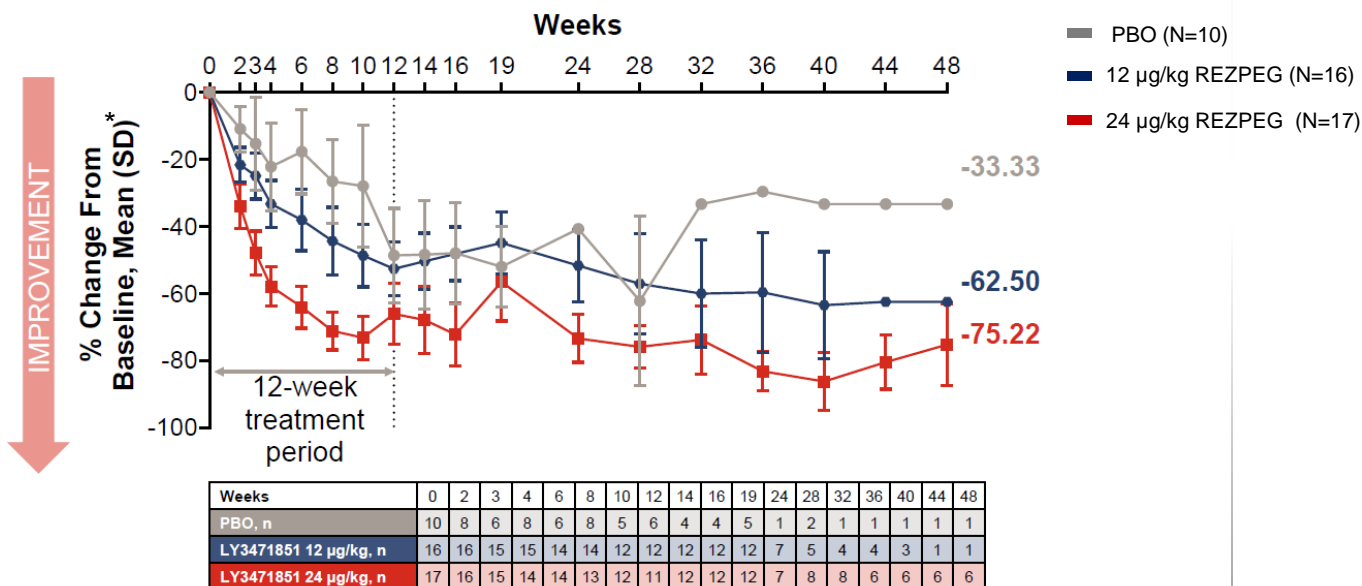 Weeks
0 2 3 4 6 8 10 12 14 16 19 24 28 32 36 40 44 48
PBO (N=10)
12 µg/kg REZPEG (N=16)
24 µg/kg REZPEG (N=17)
IMPROVEMENT
% Change From
Baseline, Mean (SD)*
0
-20
-40
-60
-80
-100
-33.33
-62.50
-75.22
12-week
treatment
period
Weeks 0 2 3 4 6 8 10 12 14 16 19 24 28 32 36 40 44 48
PBO, n 10 8 6 8 6 8 5 6 4 4 5 1 2 1 1 1 1 1
LY3471851 12 µg/kg, n 16 16 15 15 14 14 12 12 12 12 12 7 5 4 4 3 1 1
LY3471851 24 µg/kg, n 17 16 15 14 14 13 12 11 12 12 12 7 8 8 6 6 6 6